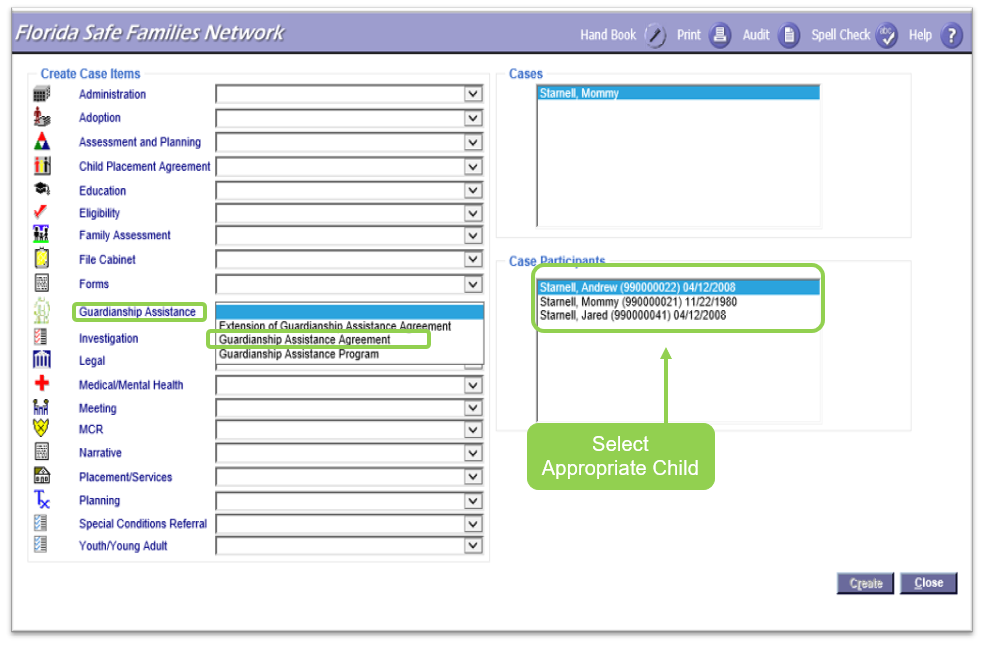 Florida Safe Families Network
Hand Book Print Audit Spell Check Help ?
Create Case Items
Administration
Adoption
Assessment and Planning
Child Placement Agreement
Education
Eligibility
Family Assessment
File Cabinet
Forms
Guardianship Assistance
Extension of Guardianship Assistance Agreement
Guardianship Assistance Agreement
Guardianship Assistance Program
Investigation
Legal
Medical/Mental Health
Meeting
MCR
Narrative
Placement/Services
Tx
Planning
Special Conditions Referral
Youth/Young Adult
Cases
Starnell, Mommy
Case Participants
Starnell, Andrew (990000022) 04/12/2008
Starnell, Mommy (990000021) 11/22/1980
Starnell, Jared (990000041) 04/12/2008
Select
Appropriate Child
Create Close